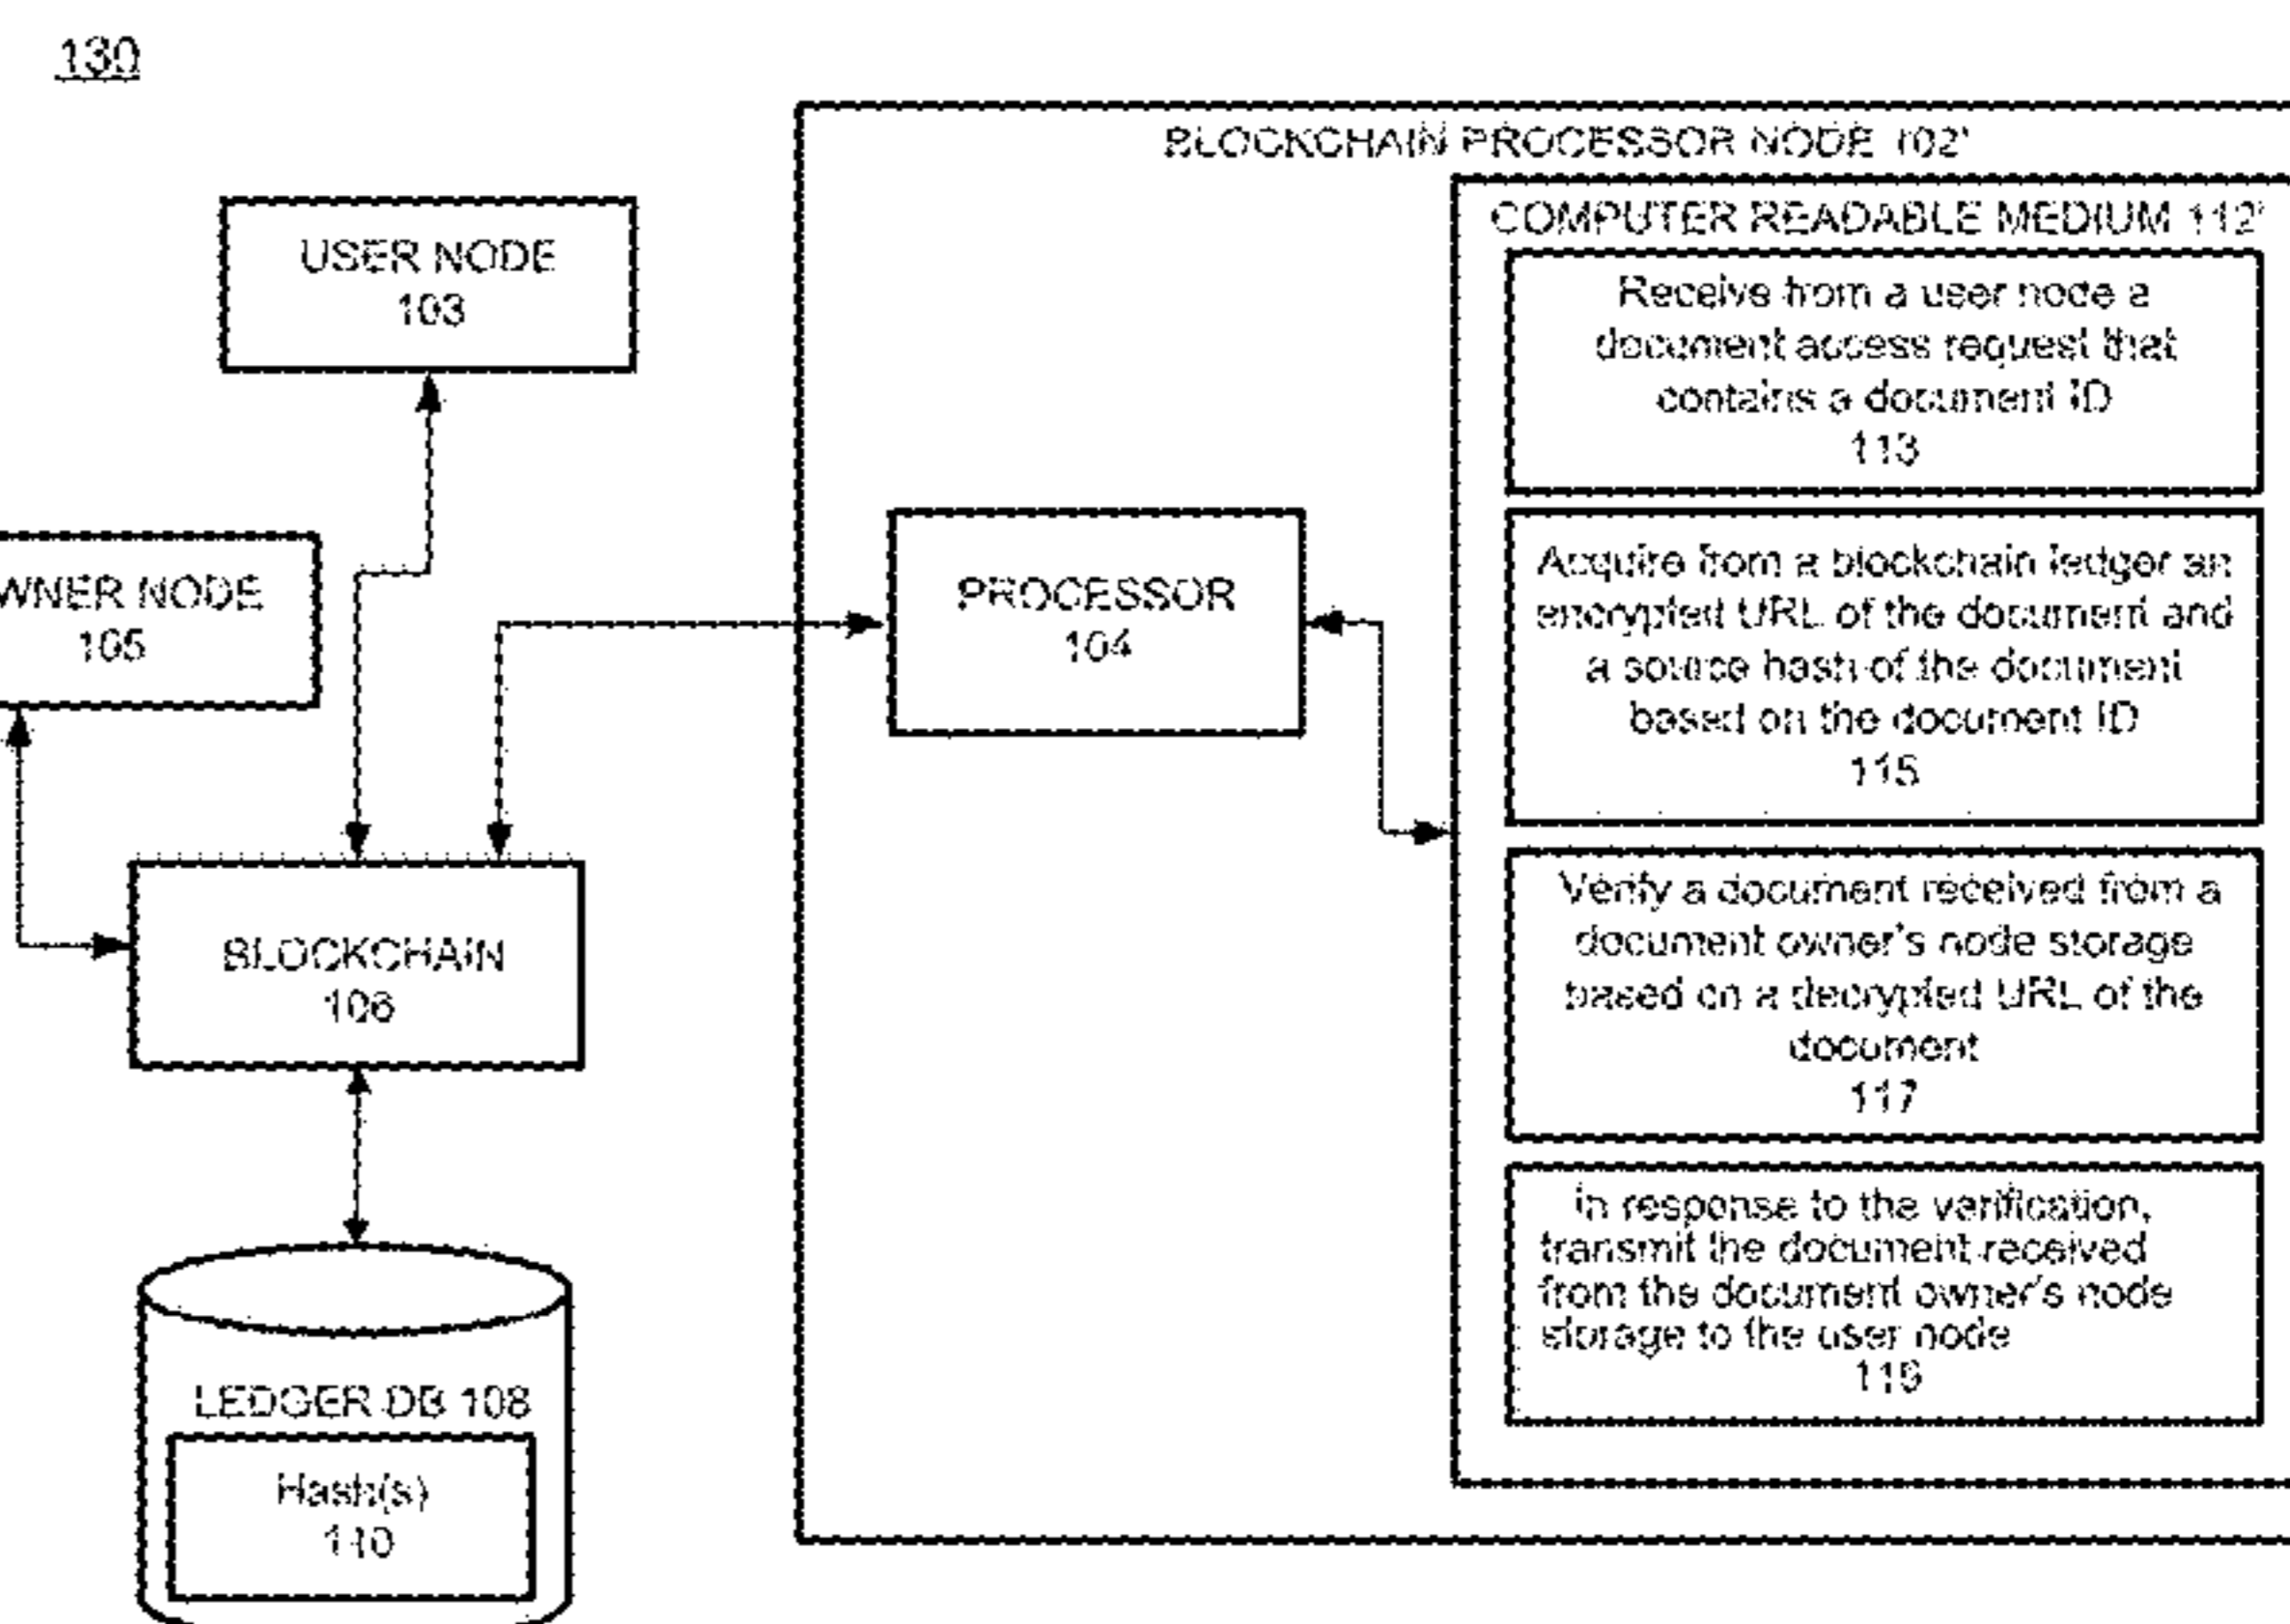 130
BLOCKCHAIN PROCESSOR NODE 102'
COMPUTER READABLE MEDIUM 112'
USER NODE
103
Receive from a user node a
document access request that
contains a document ID
113
WNER NODE
105
PROCESSOR
104
Acquire from a blockchain ledger an
encrypted URL of the document and
a source hash of the document
based on the document ID
115
BLOCKCHAIN
106
Verify a document received from a
document owner's node storage
based on a decrypted URL of the
document
117
In response to the verification,
transmit the document received
from the document owner's node
storage to the user node
LEDGER DB 108
Hash(s)
110